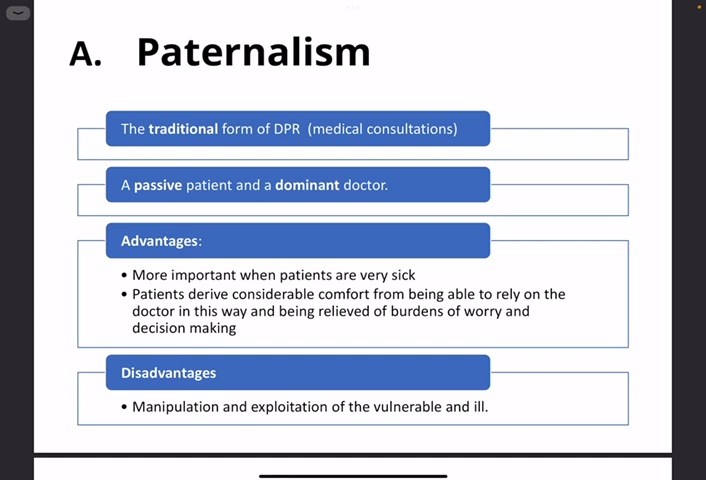 A. Paternalism
The traditional form of DPR (medical consultations)
A passive patient and a dominant doctor.
Advantages:
• More important when patients are very sick
• Patients derive considerable comfort from being able to rely on the
doctor in this way and being relieved of burdens of worry and
decision making
Disadvantages
• Manipulation and exploitation of the vulnerable and ill.